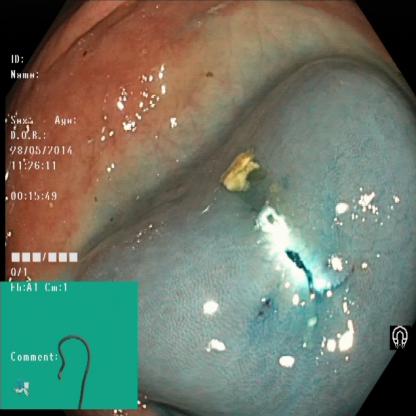 ID:
Name:
Sex: Age:
D.O.B.:
28/05/2014
11:26:11
00:15:49
0/1
Eh:A1 Cm:1
Comment: